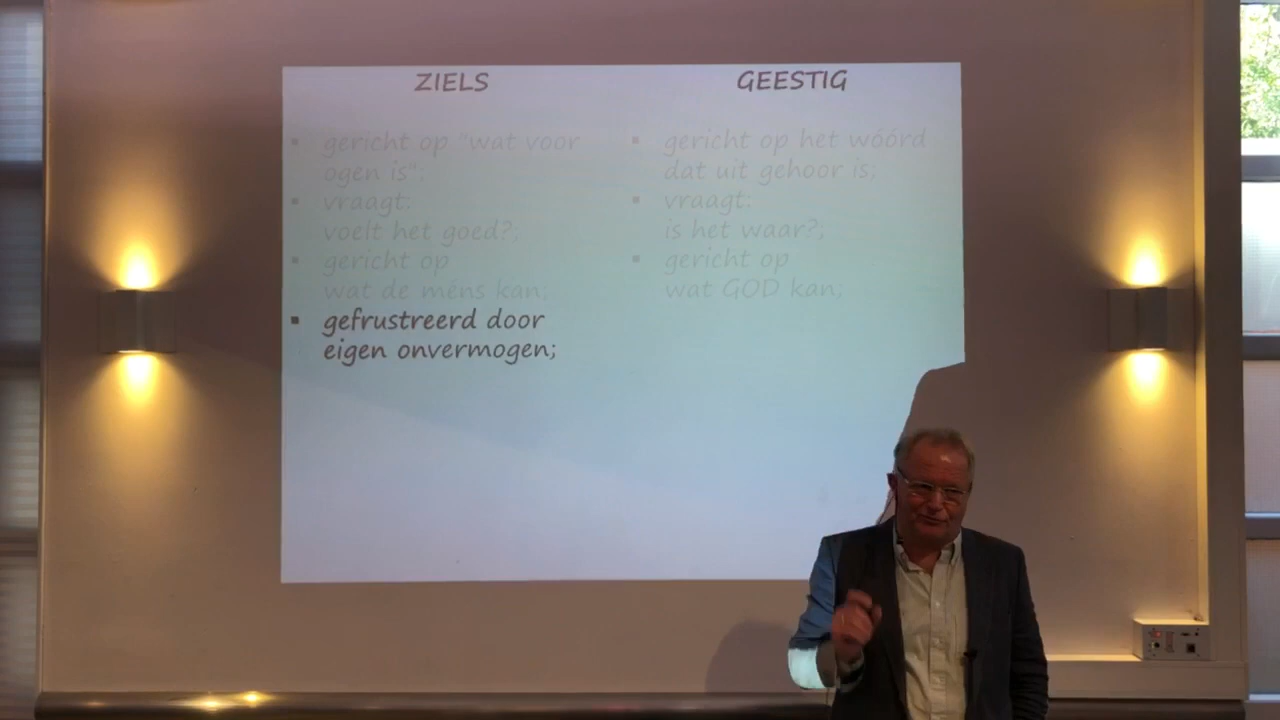 ZIELS
gericht op "wat voor
ogen is";
vraagt:
voelt het goed?;
gericht op
wat de mens kan;
gefrustreerd door
eigen onvermogen;
GEESTIG
gericht op het wóórd
dat uit gehoor is;
vraagt:
is het waar?;
gericht op
wat GOD kan;